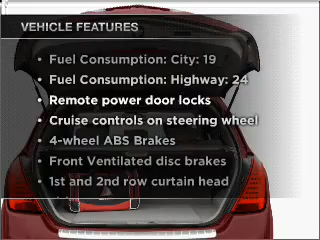 VEHICLE FEATURES
• Fuel Consumption: City: 19
• Fuel Consumption: Highway: 24
• Remote power door locks
• Cruise controls on steering wheel
• 4-wheel ABS Brakes
• Front Ventilated disc brakes
• 1st and 2nd row curtain head